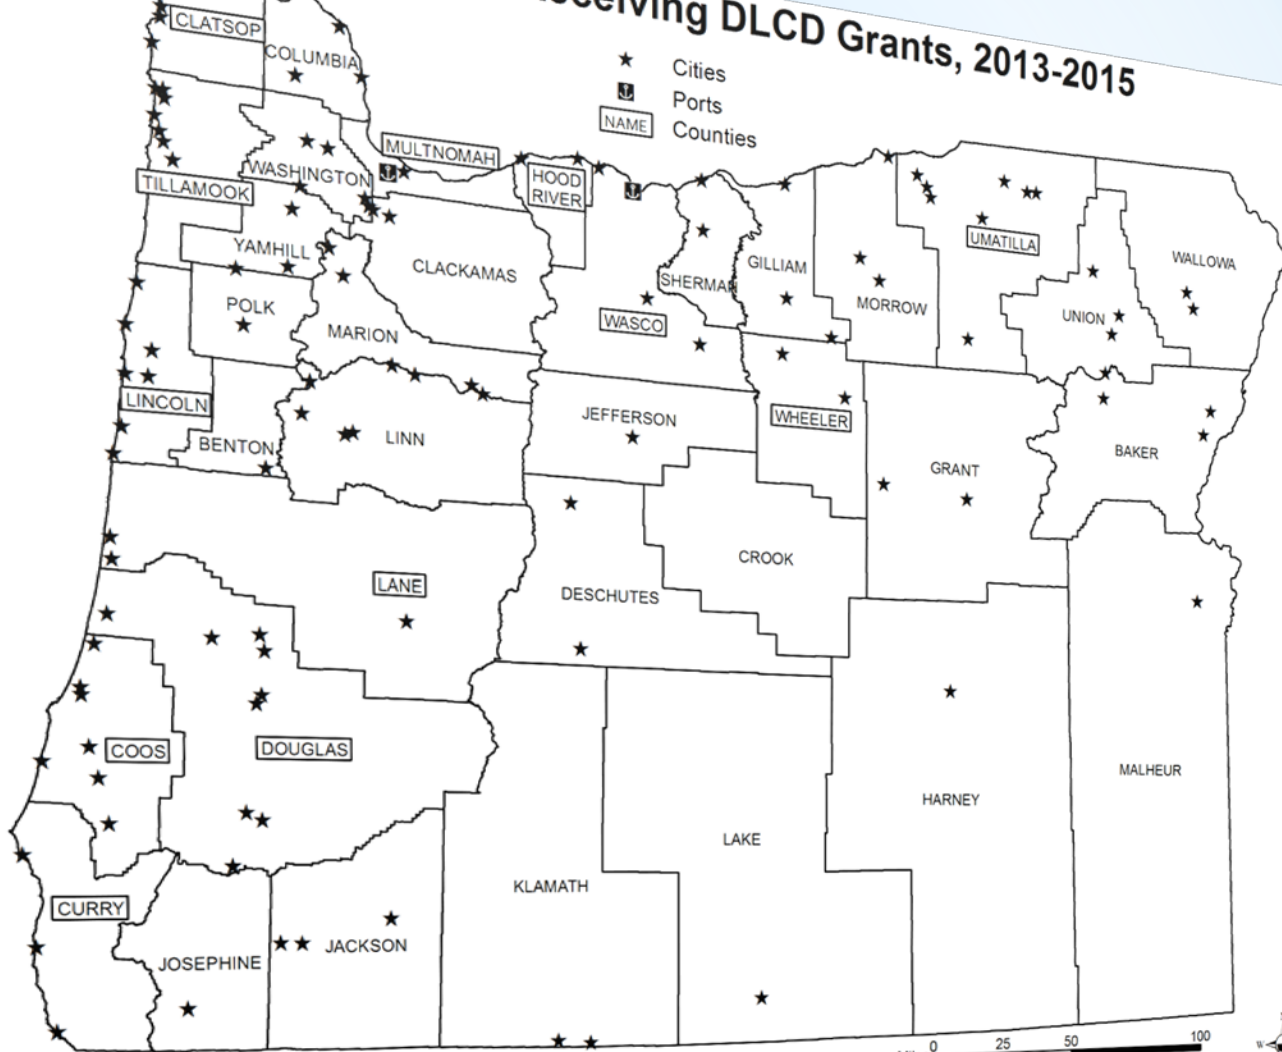 DLCD Grants, 2013-2015
Cities
Ports
NAME
Counties
CLATSOP
COLUMBIA
MULTNOMAH
WASHINGTON
HOOD
RIVER
TILLAMOOK
YAMHILL
CLACKAMAS
SHERMAN
GILLIAM
MORROW
UMATILLA
WALLOWA
UNION
POLK
MARION
WASCO
LINCOLN
BENTON
LINN
JEFFERSON
WHEELER
GRANT
BAKER
LANE
DESCHUTES
CROOK
COOS
DOUGLAS
HARNEY
MALHEUR
LAKE
KLAMATH
CURRY
JOSEPHINE
JACKSON
0 25 50 100
W